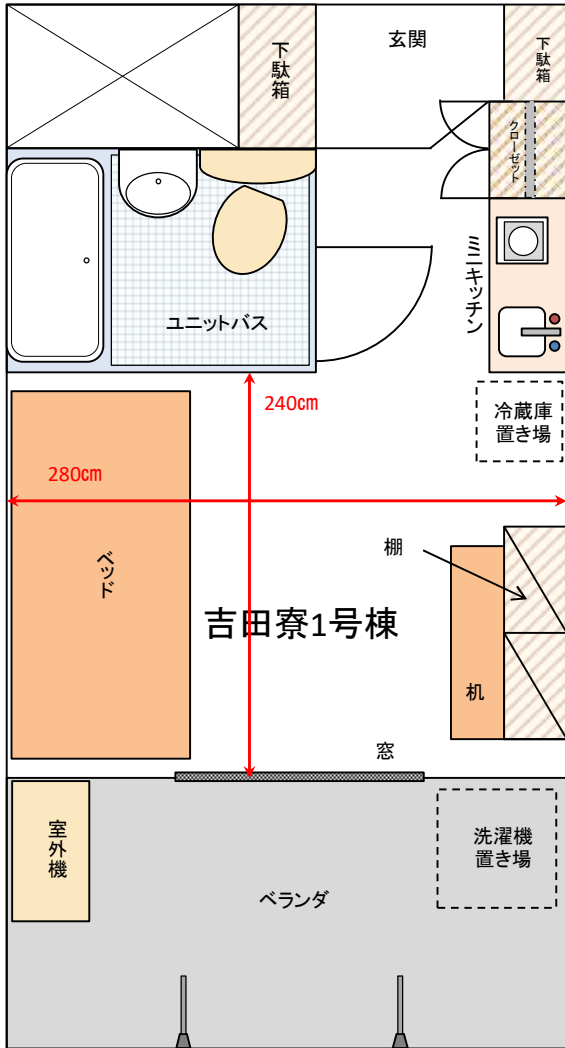 下駄箱
玄関
下駄箱
クローゼット
ミニキッチン
ユニットバス
240㎝
冷蔵庫
置き場
280㎝
ベッド
棚
吉田寮1号棟
机
窓
室外機
洗濯機
置き場
ベランダ